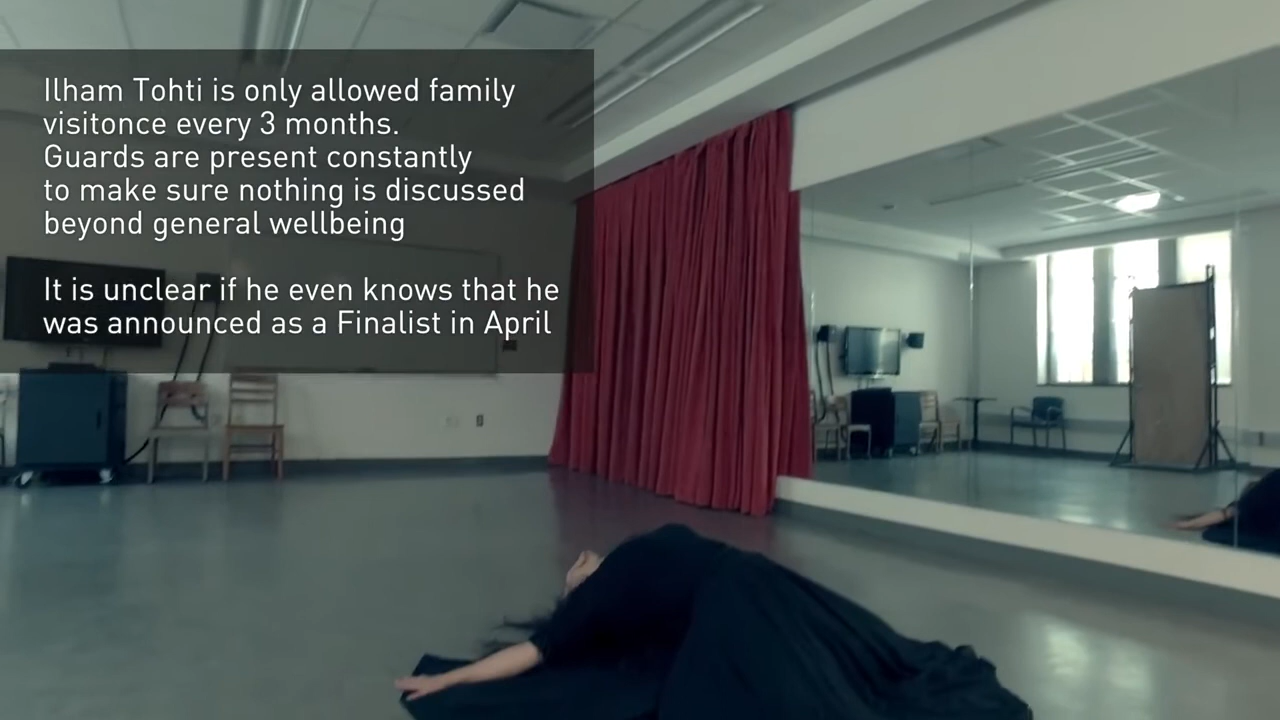 Ilham Tohti is only allowed family
visitonce every 3 months.
Guards are present constantly
to make sure nothing is discussed
beyond general wellbeing
It is unclear if he even knows that he
was announced as a Finalist in April